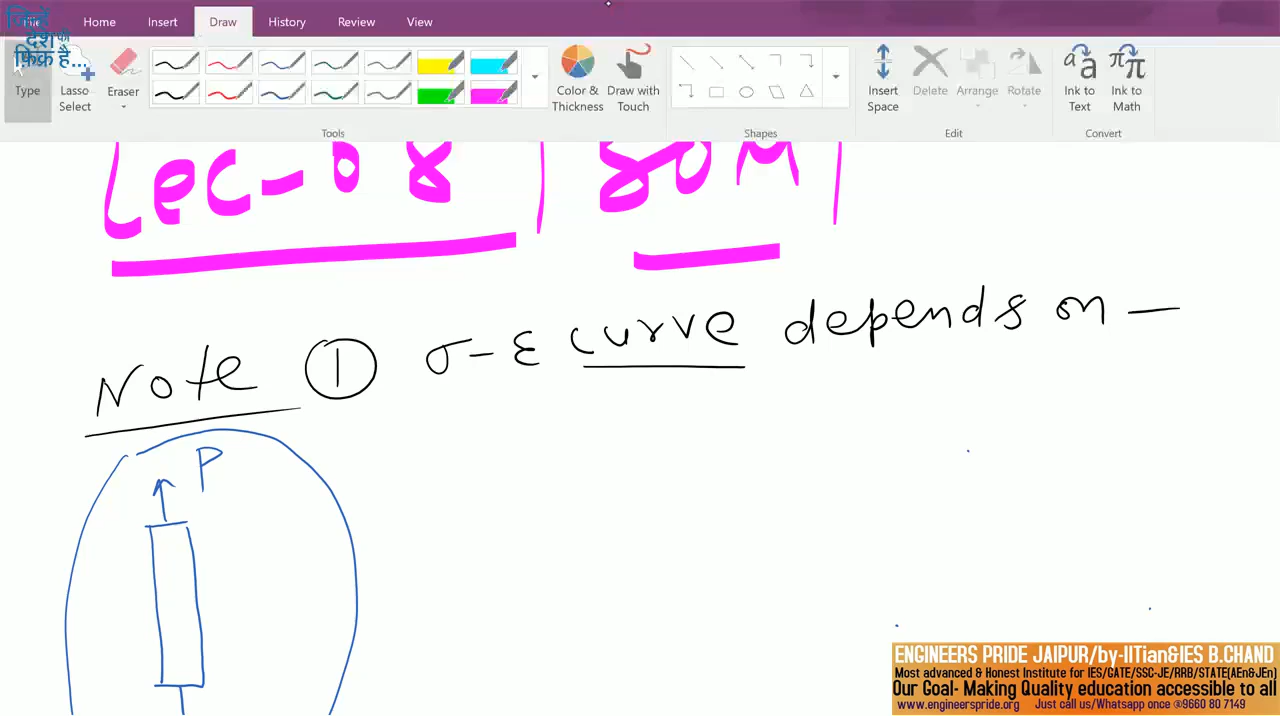 जिन्हें
देश की
फ़िक्र है...
File Home Insert Draw History Review View
Type
Lasso Select
Eraser
Color & Thickness
Draw with Touch
Insert Space
Delete
Arrange
Rotate
Ink to Text
Ink to Math
Tools Shapes Edit Convert
Lec-08 | SOM |
Note ① σ-ε curve depends on —
P
ENGINEERS PRIDE JAIPUR/by-IITian&IES B.CHAND
Most advanced & Honest Institute for IES/GATE/SSC-JE/RRB/STATE(AEn&JEn)
Our Goal- Making Quality education accessible to all
www.engineerspride.org Just call us/Whatsapp once @9660 80 7149